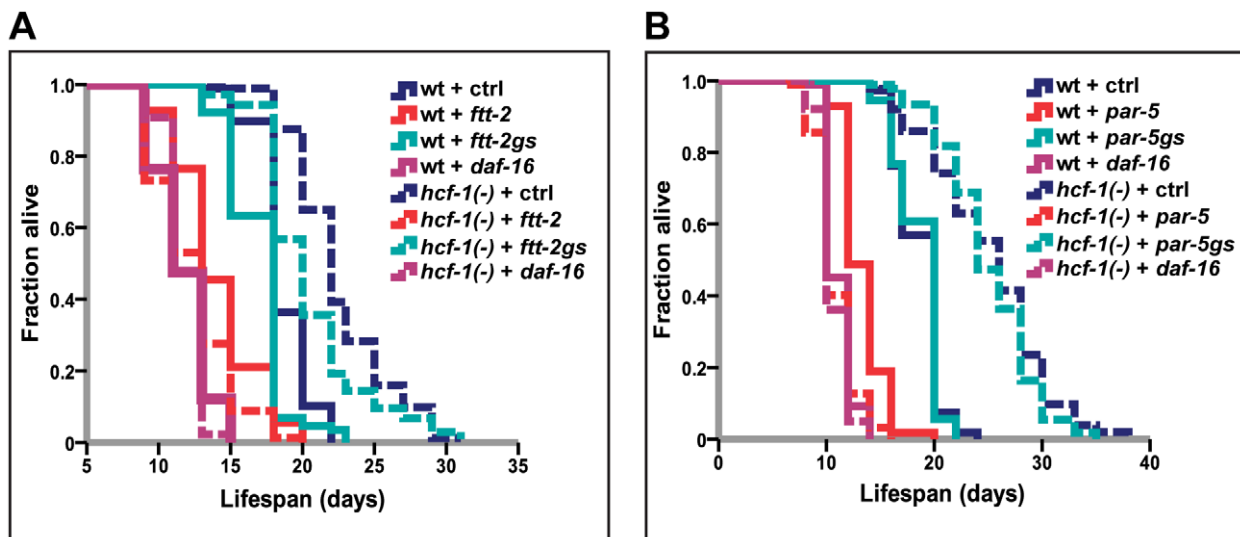 A
1.0
0.8
0.6
0.4
0.2
0
Fraction alive
5 10 15 20 25 30 35
Lifespan (days)
wt + ctrl
wt + ftt-2
wt + ftt-2gs
wt + daf-16
hcf-1(-) + ctrl
hcf-1(-) + ftt-2
hcf-1(-) + ftt-2gs
hcf-1(-) + daf-16
B
1.0
0.8
0.6
0.4
0.2
0
Fraction alive
0 10 20 30 40
Lifespan (days)
wt + ctrl
wt + par-5
wt + par-5gs
wt + daf-16
hcf-1(-) + ctrl
hcf-1(-) + par-5
hcf-1(-) + par-5gs
hcf-1(-) + daf-16